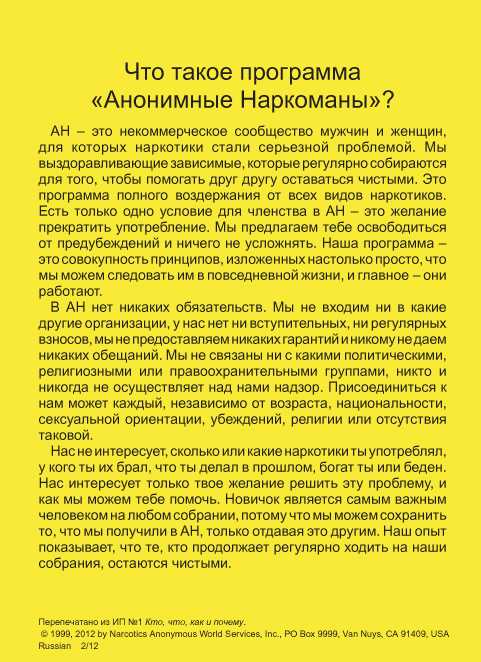 Что такое программа
«Анонимные Наркоманы»?
АН – это некоммерческое сообщество мужчин и женщин,
для которых наркотики стали серьезной проблемой. Мы
выздоравливающие зависимые, которые регулярно собираются
для того, чтобы помогать друг другу оставаться чистыми. Это
программа полного воздержания от всех видов наркотиков.
Есть только одно условие для членства в АН – это желание
прекратить употребление. Мы предлагаем тебе освободиться
от предубеждений и ничего не усложнять. Наша программа –
это совокупность принципов, изложенных настолько просто, что
мы можем следовать им в повседневной жизни, и главное – они
работают.
В АН нет никаких обязательств. Мы не входим ни в какие
другие организации, у нас нет ни вступительных, ни регулярных
взносов, мы не предоставляем никаких гарантий и никому не даем
никаких обещаний. Мы не связаны ни с какими политическими,
религиозными или правоохранительными группами, никто и
никогда не осуществляет над нами надзор. Присоединиться к
нам может каждый, независимо от возраста, национальности,
сексуальной ориентации, убеждений, религии или отсутствия
таковой.
Нас не интересует, сколько или какие наркотики ты употреблял,
у кого ты их брал, что ты делал в прошлом, богат ты или беден.
Нас интересует только твое желание решить эту проблему, и
как мы можем тебе помочь. Новичок является самым важным
человеком на любом собрании, потому что мы можем сохранить
то, что мы получили в АН, только отдавая это другим. Наш опыт
показывает, что те, кто продолжает регулярно ходить на наши
собрания, остаются чистыми.
Перепечатано из ИП №1 Кто, что, как и почему.
© 1999, 2012 by Narcotics Anonymous World Services, Inc., PO Box 9999, Van Nuys, CA 91409, USA
Russian 2/12